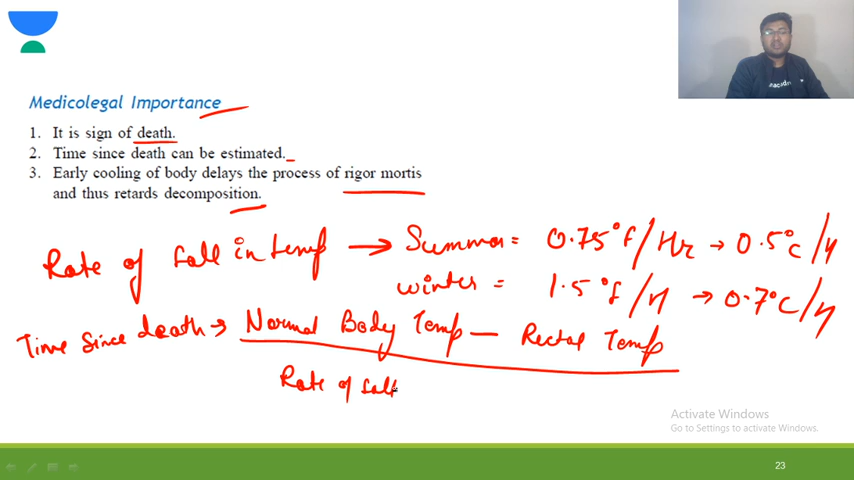 Medicolegal Importance
1. It is sign of death.
2. Time since death can be estimated.
3. Early cooling of body delays the process of rigor mortis
and thus retards decomposition.
Rate of fall in temp → Summer = 0.75°f/Hr → 0.5°c/H
winter = 1.5°f/H → 0.7°C/H
Time since death → Normal Body Temp — Rectal Temp
Rate of fall
Activate Windows
Go to Settings to activate Windows.
23